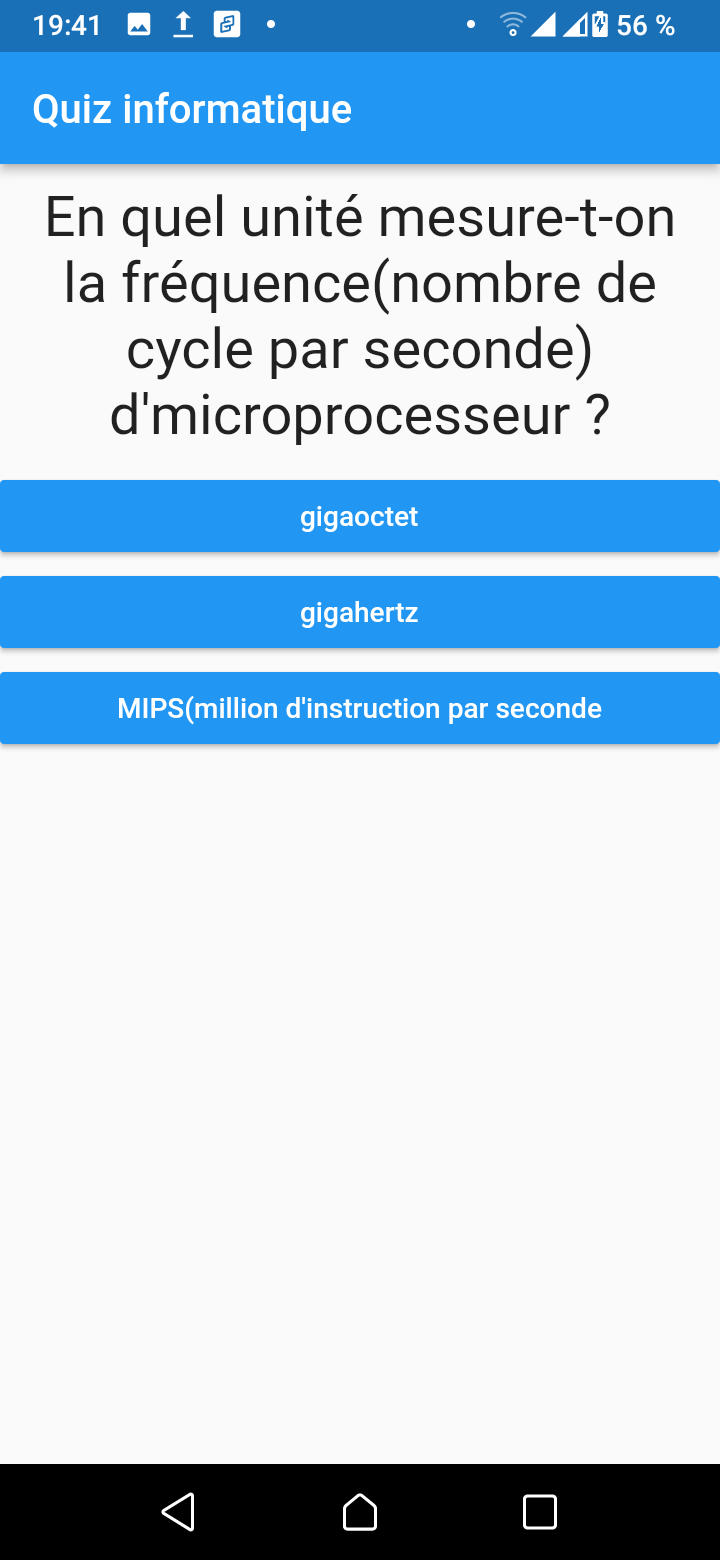 19:41 56 %
Quiz informatique
En quel unité mesure-t-on
la fréquence(nombre de
cycle par seconde)
d'microprocesseur ?
gigaoctet
gigahertz
MIPS(million d'instruction par seconde